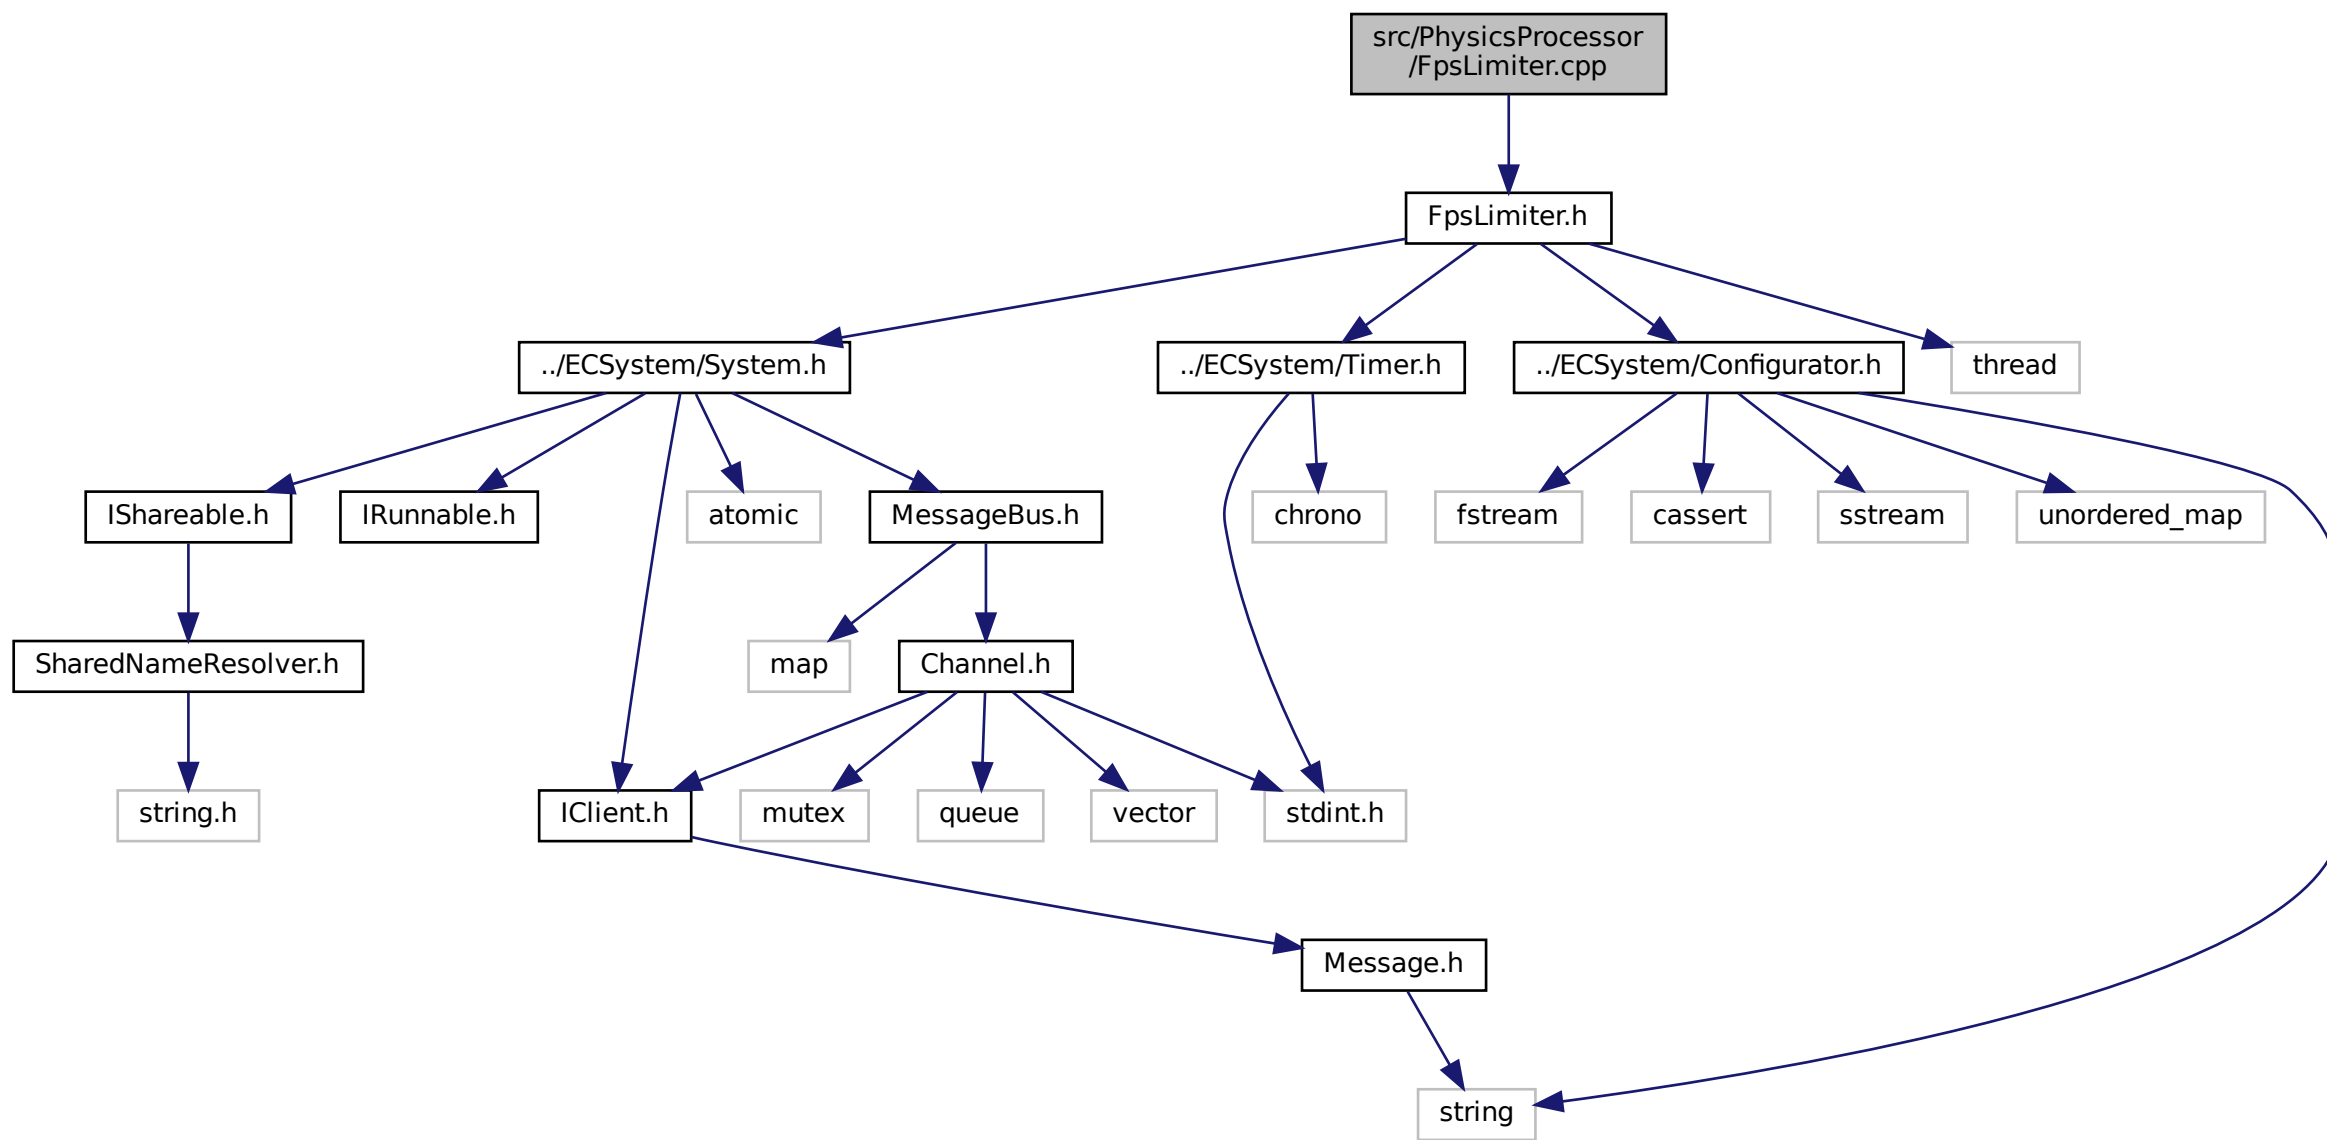 src/PhysicsProcessor
/FpsLimiter.cpp
FpsLimiter.h
../ECSystem/System.h
../ECSystem/Timer.h
../ECSystem/Configurator.h
thread
IShareable.h
IRunnable.h
atomic
MessageBus.h
chrono
fstream
cassert
sstream
unordered_map
SharedNameResolver.h
map
Channel.h
string.h
IClient.h
mutex
queue
vector
stdint.h
Message.h
string